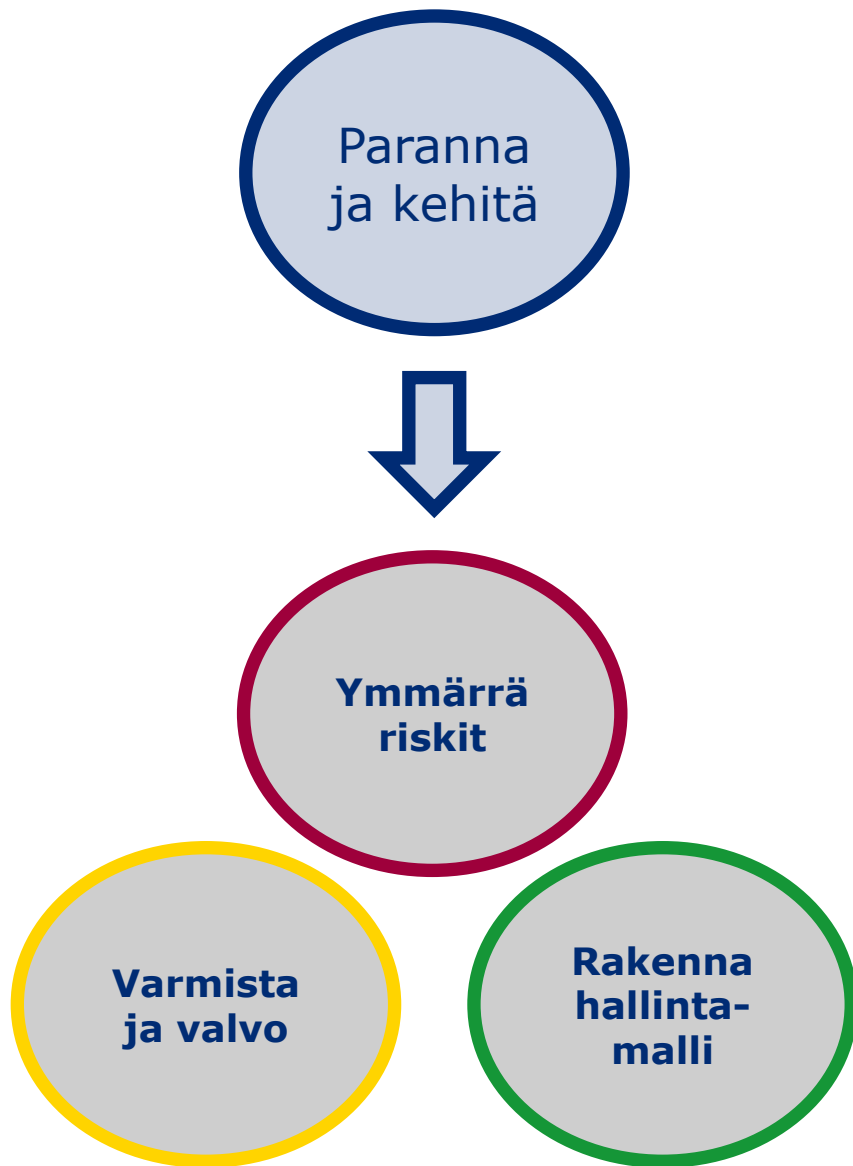 Paranna
ja kehitä
Ymmärrä
riskit
Varmista
ja valvo
Rakenna
hallinta-
malli